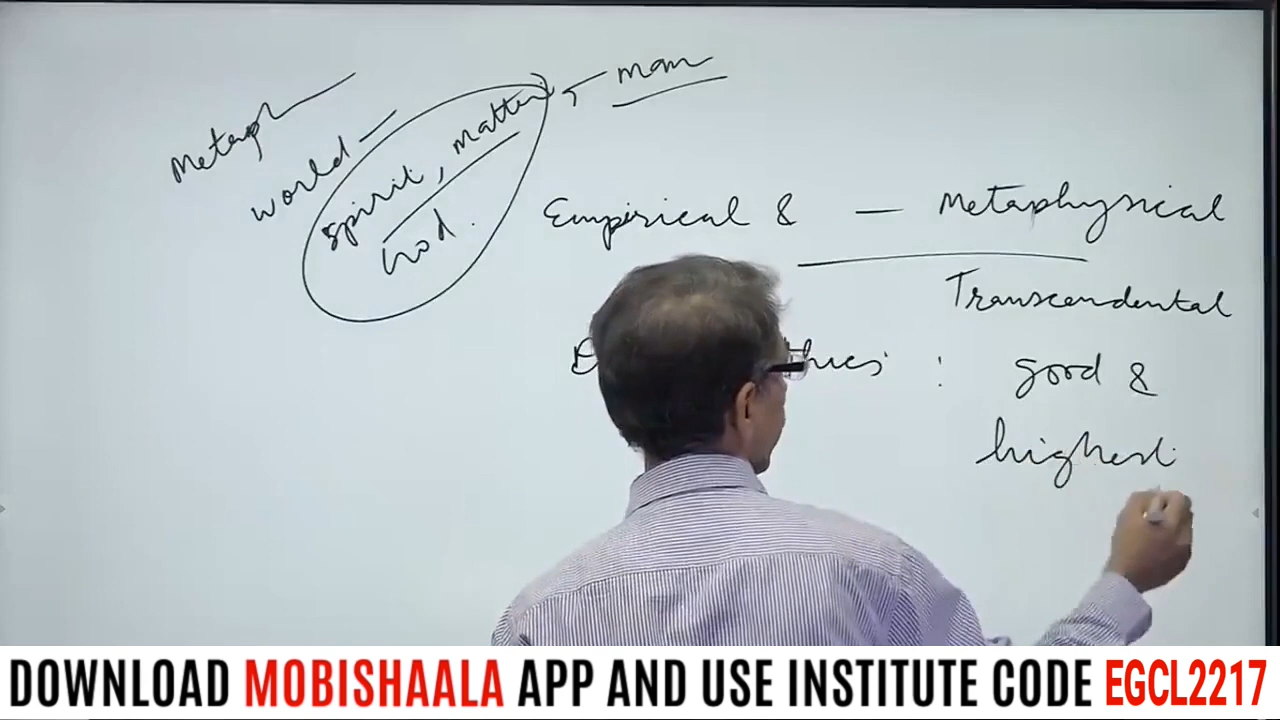 Metaph
world — spirit, matter, — man
God.
Empirical & — Metaphysical
Transcendental
: good &
highest
DOWNLOAD MOBISHAALA APP AND USE INSTITUTE CODE EGCL2217